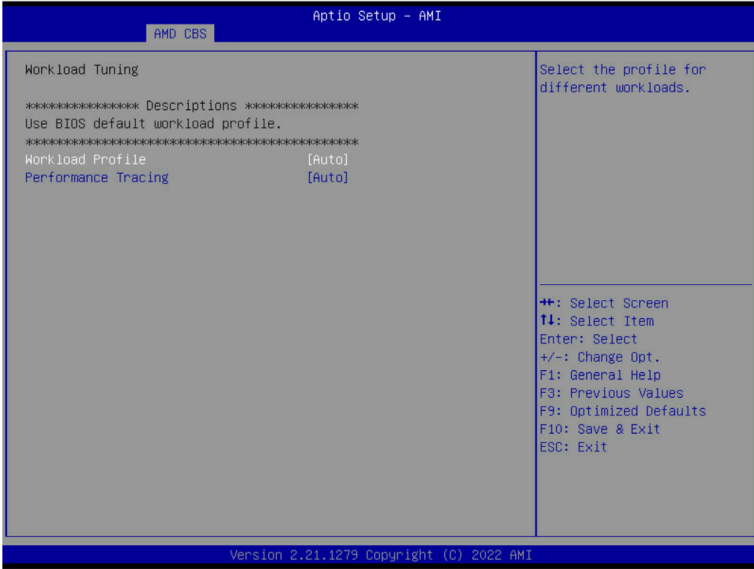 Aptio Setup – AMI
AMD CBS
Workload Tuning
**************** Descriptions ****************
Use BIOS default workload profile.
***********************************************
Workload Profile [Auto]
Performance Tracing [Auto]
Select the profile for
different workloads.
→←: Select Screen
↑↓: Select Item
Enter: Select
+/-: Change Opt.
F1: General Help
F3: Previous Values
F9: Optimized Defaults
F10: Save & Exit
ESC: Exit
Version 2.21.1279 Copyright (C) 2022 AMI